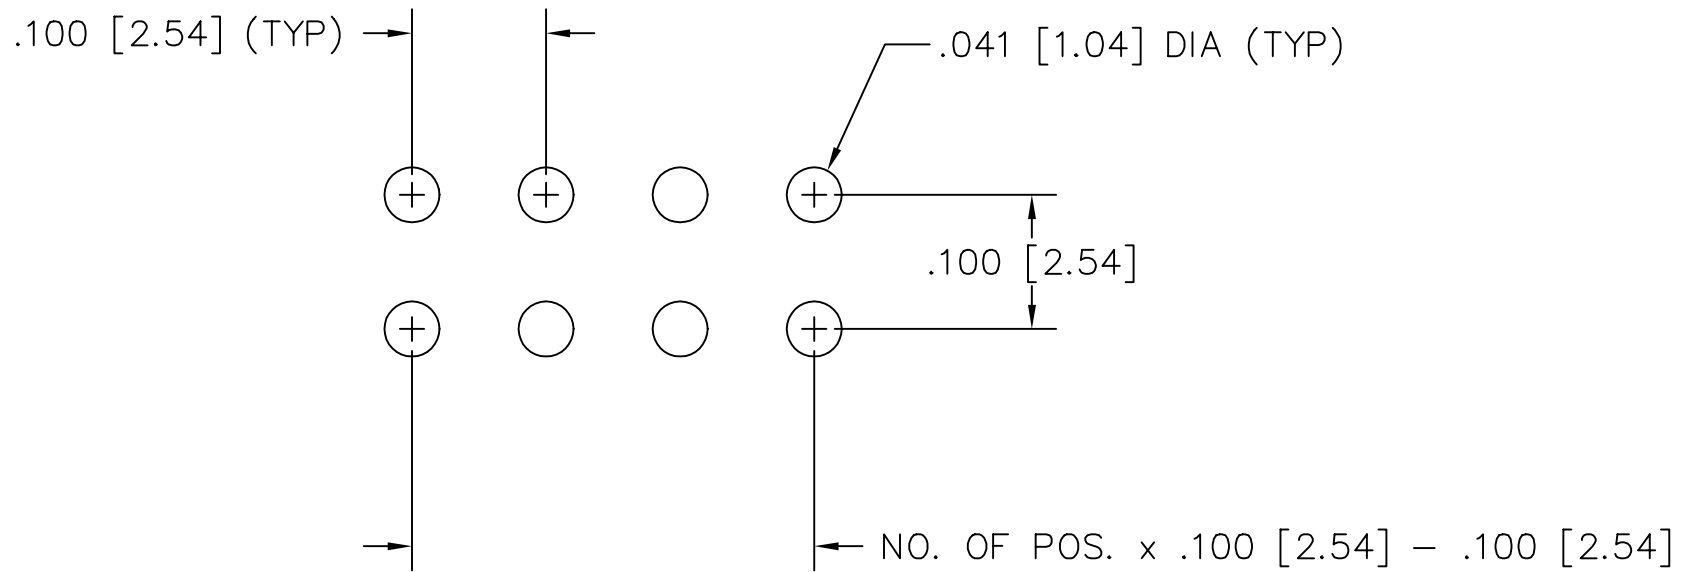 .100 [2.54] (TYP)
.041 [1.04] DIA (TYP)
.100 [2.54]
NO. OF POS. x .100 [2.54] – .100 [2.54]